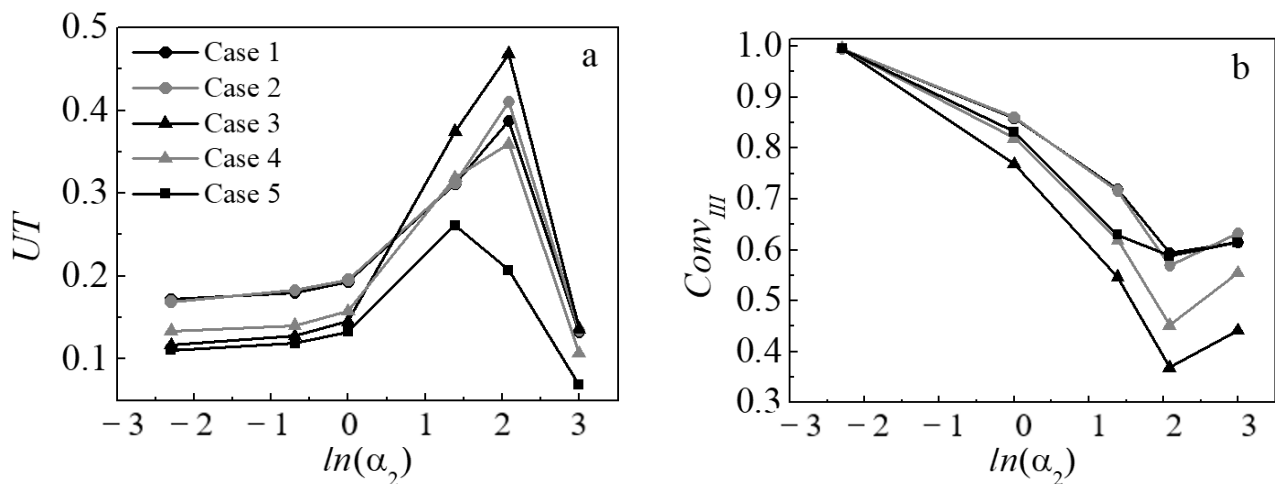 a
0.5
0.4
0.3
0.2
0.1
UT
Case 1
Case 2
Case 3
Case 4
Case 5
−3 −2 −1 0 1 2 3
ln(α₂)
b
1.0
0.9
0.8
0.7
0.6
0.5
0.4
0.3
Conv_III
−3 −2 −1 0 1 2 3
ln(α₂)